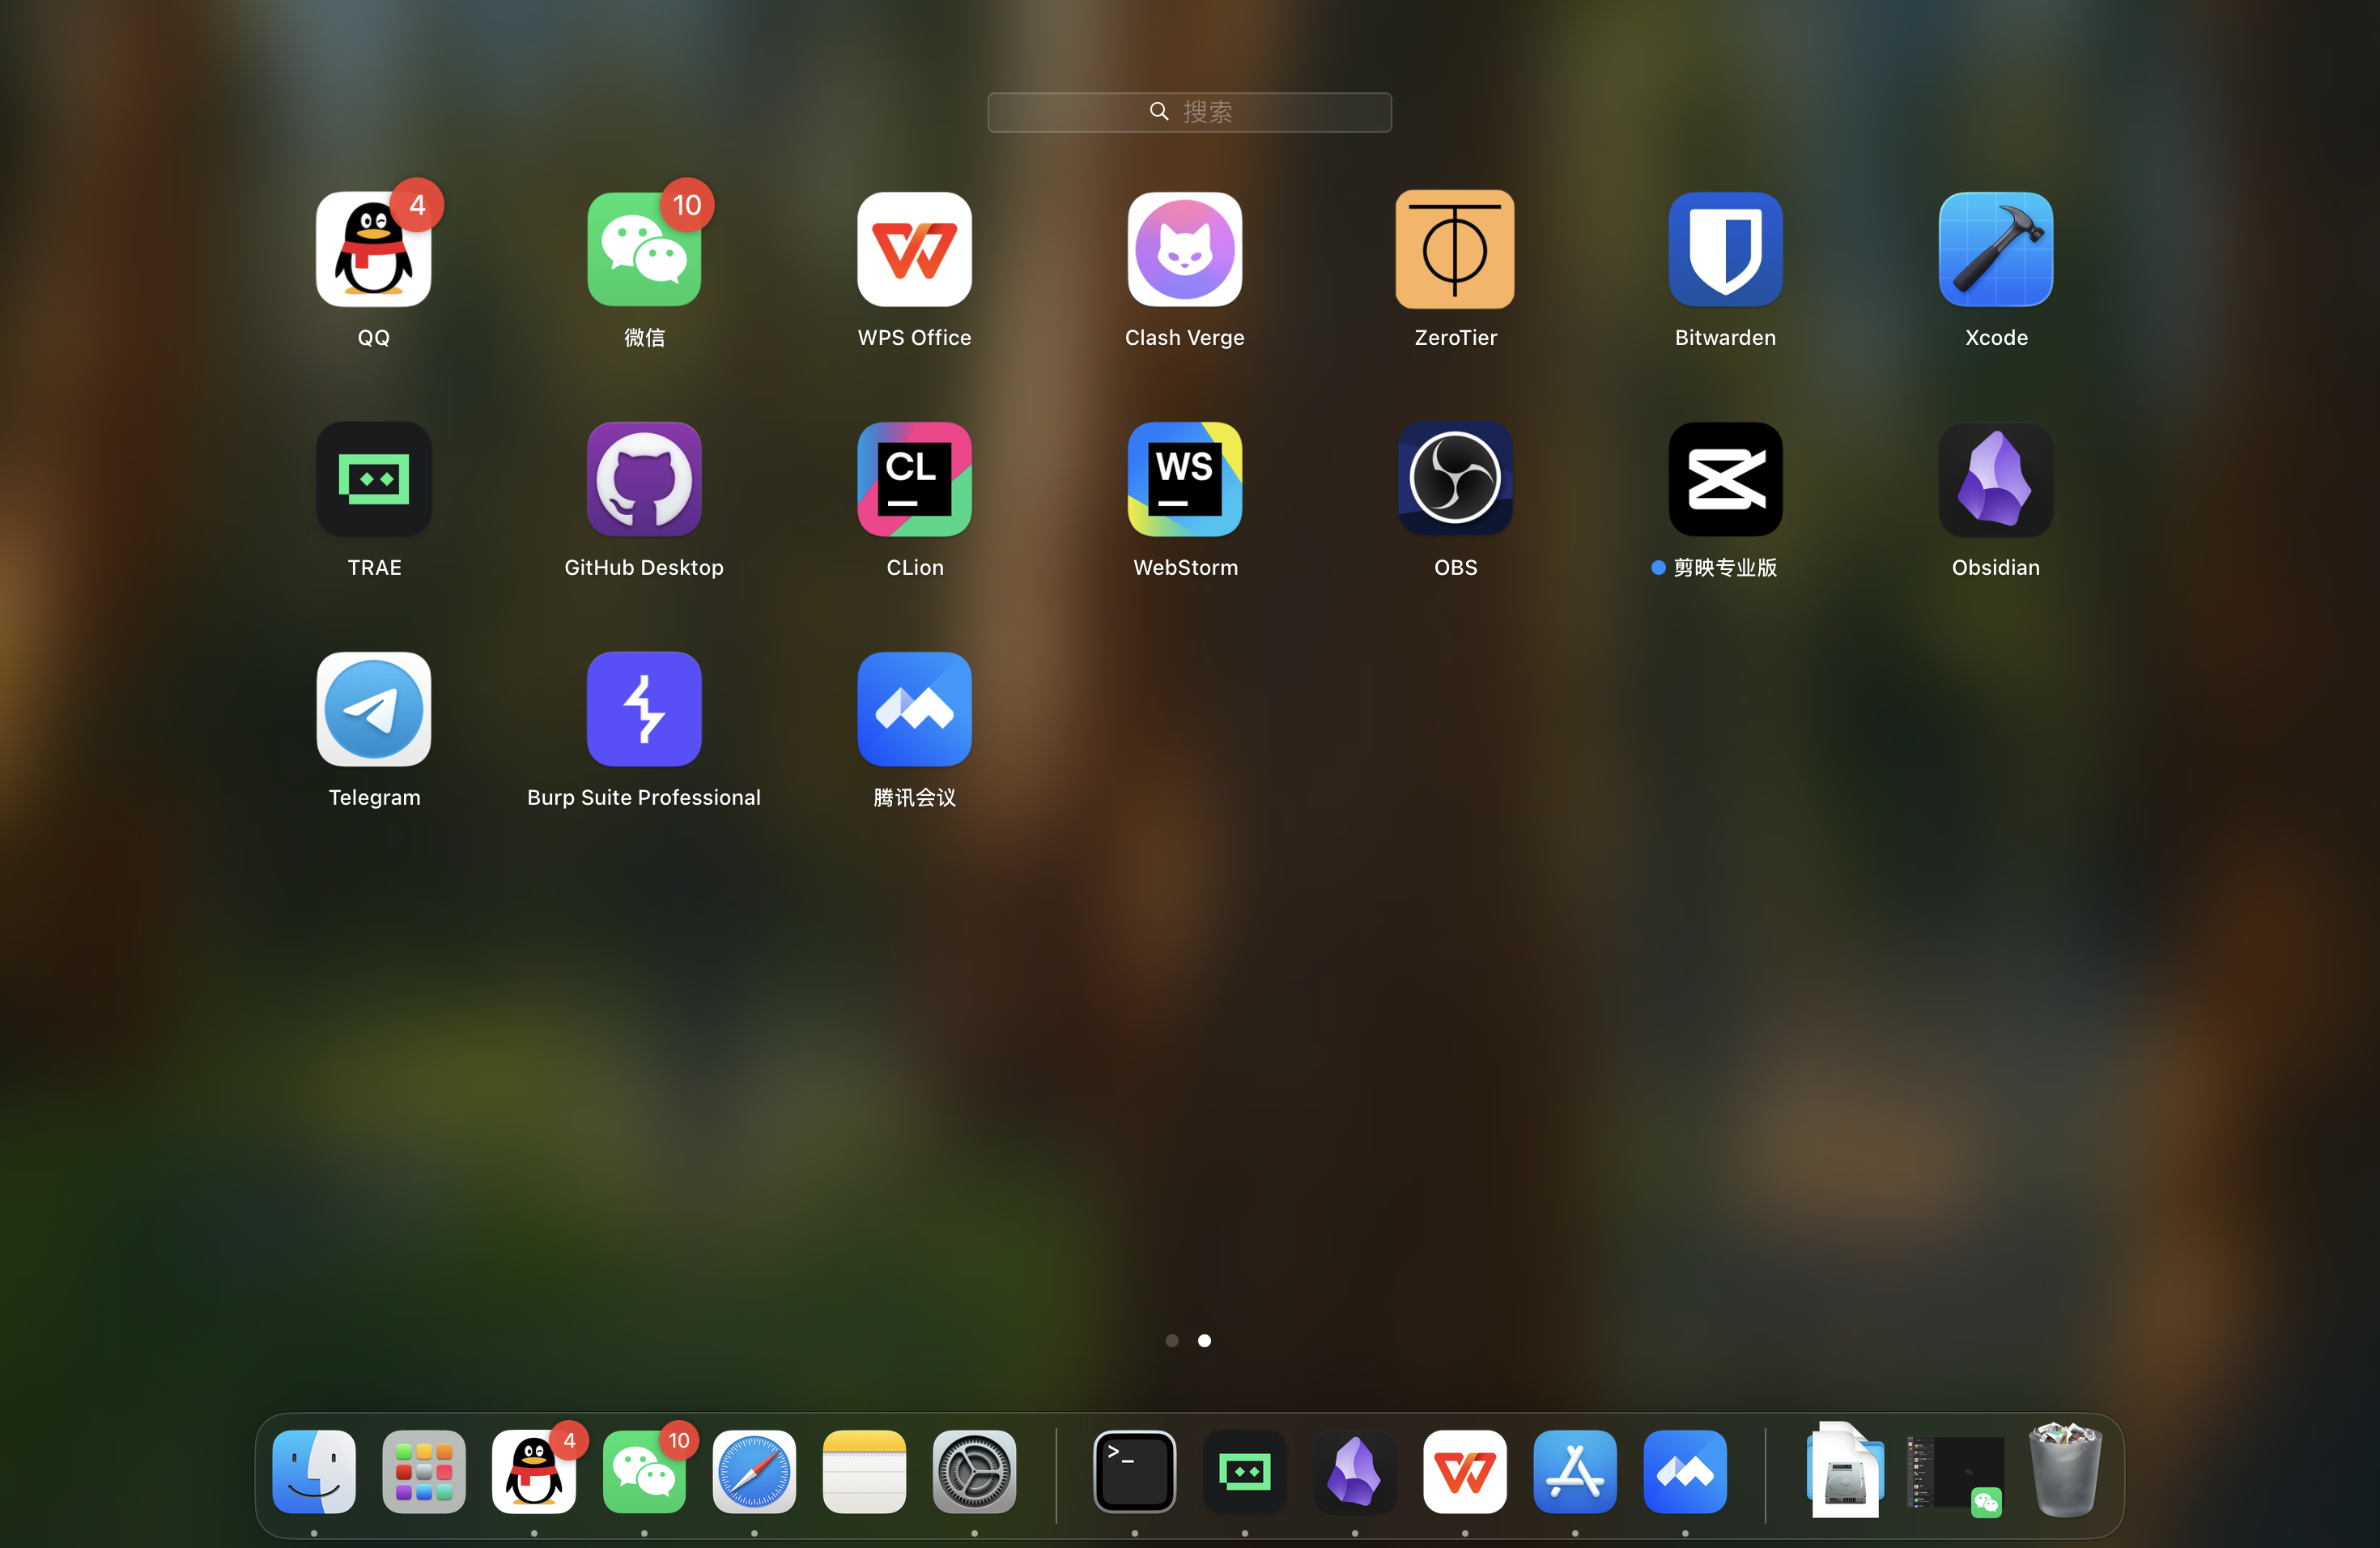 搜索
4
10
QQ
微信
WPS Office
Clash Verge
ZeroTier
Bitwarden
Xcode
CL
WS
TRAE
GitHub Desktop
CLion
WebStorm
OBS
剪映专业版
Obsidian
Telegram
Burp Suite Professional
腾讯会议
4
10
>_